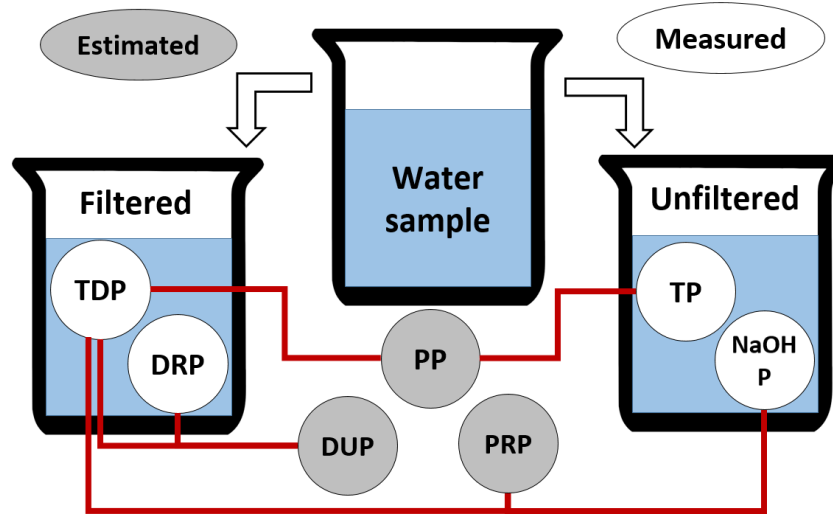 Estimated
Measured
Water
sample
Filtered
Unfiltered
TDP
TP
DRP
PP
NaOH
P
DUP
PRP